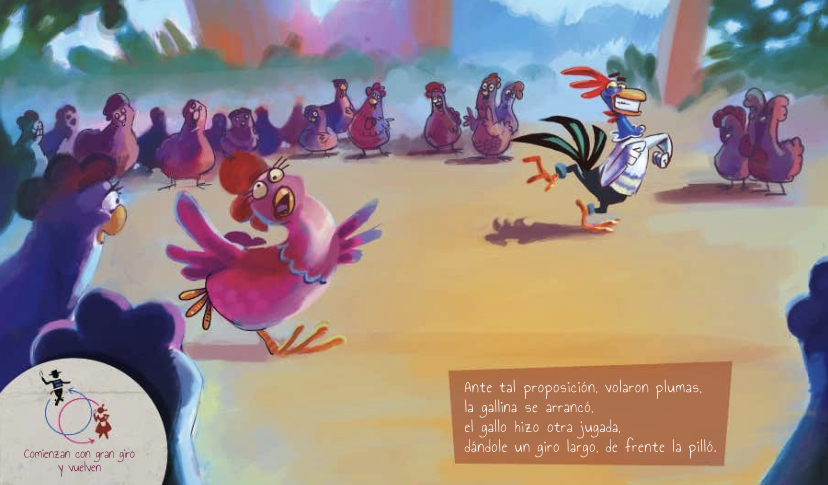 Ante tal proposición, volaron plumas,
la gallina se arrancó,
el gallo hizo otra jugada,
dándole un giro largo, de frente la pilló.
Comienzan con gran giro
y vuelven